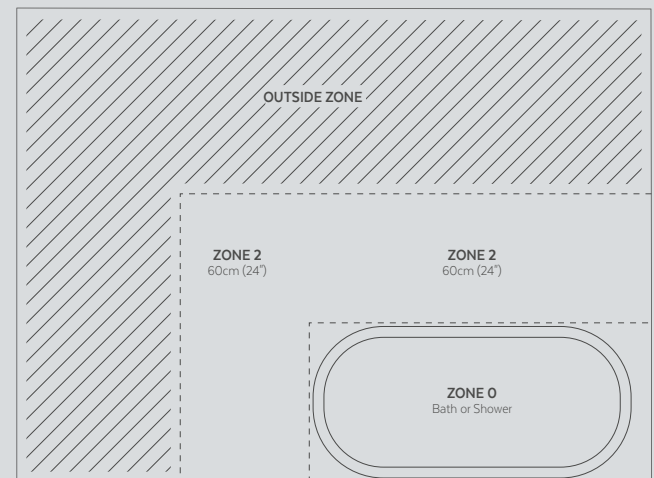 OUTSIDE ZONE
ZONE 2
60cm (24")
ZONE 2
60cm (24")
ZONE 0
Bath or Shower